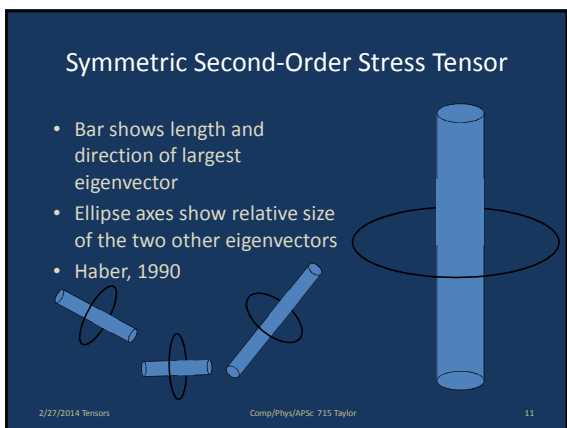 Symmetric Second-Order Stress Tensor
• Bar shows length and
direction of largest
eigenvector
• Ellipse axes show relative size
of the two other eigenvectors
• Haber, 1990
2/27/2014 Tensors
Comp/Phys/APSc 715 Taylor
11